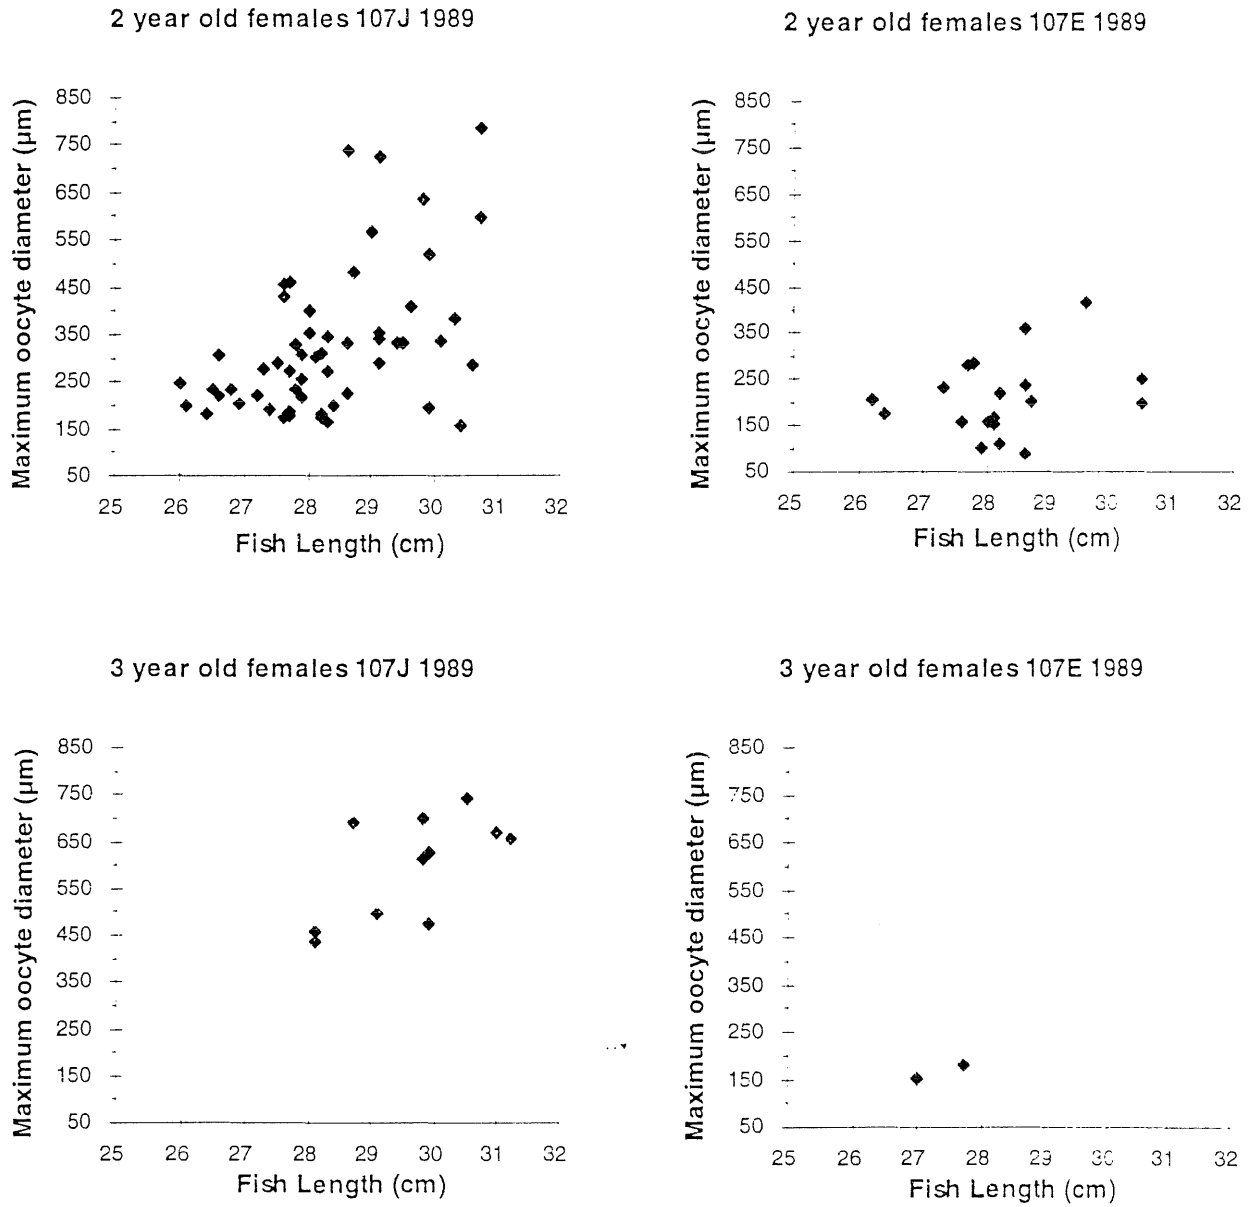 2 year old females 107J 1989
Maximum oocyte diameter (µm)
850
750
650
550
450
350
250
150
50
25 26 27 28 29 30 31 32
Fish Length (cm)
2 year old females 107E 1989
Maximum oocyte diameter (µm)
850
750
650
550
450
350
250
150
50
25 26 27 28 29 30 31 32
Fish Length (cm)
3 year old females 107J 1989
Maximum oocyte diameter (µm)
850
750
650
550
450
350
250
150
50
25 26 27 28 29 30 31 32
Fish Length (cm)
3 year old females 107E 1989
Maximum oocyte diameter (µm)
850
750
650
550
450
350
250
150
50
25 26 27 28 29 30 31 32
Fish Length (cm)